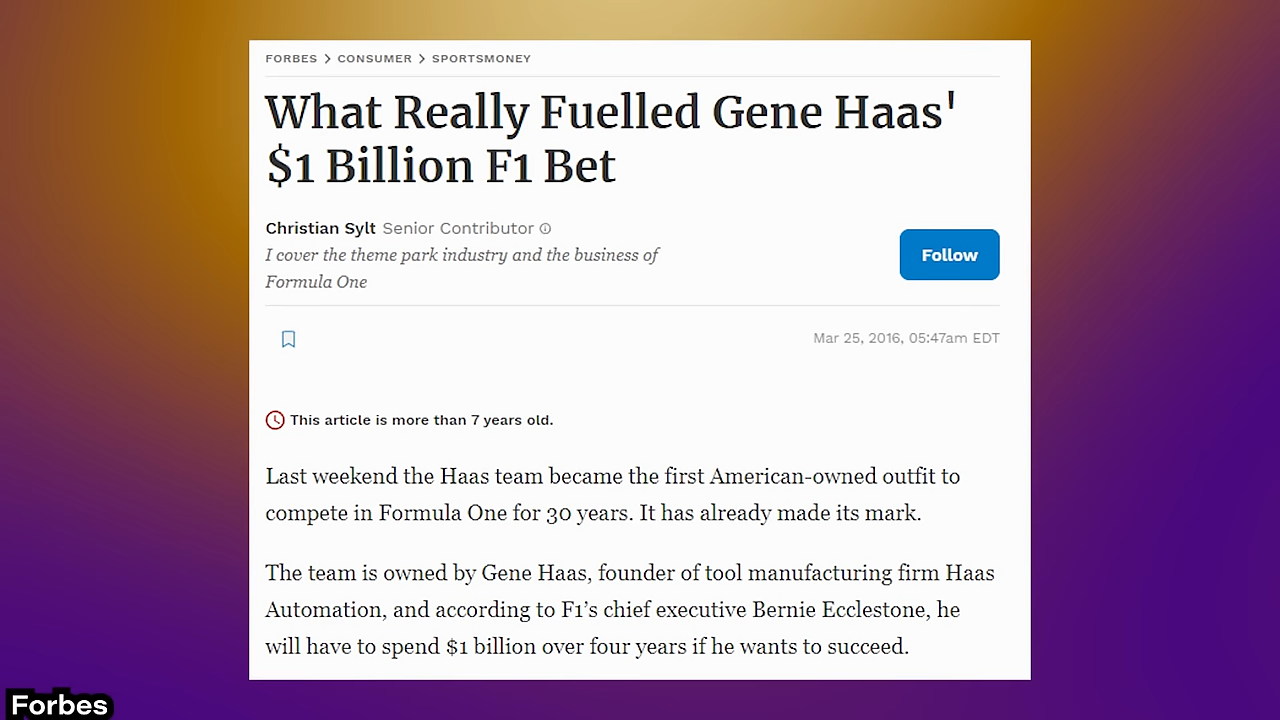 FORBES > CONSUMER > SPORTSMONEY
What Really Fuelled Gene Haas'
$1 Billion F1 Bet
Christian Sylt Senior Contributor
I cover the theme park industry and the business of
Formula One
Follow
Mar 25, 2016, 05:47am EDT
This article is more than 7 years old.
Last weekend the Haas team became the first American-owned outfit to
compete in Formula One for 30 years. It has already made its mark.
The team is owned by Gene Haas, founder of tool manufacturing firm Haas
Automation, and according to F1’s chief executive Bernie Ecclestone, he
will have to spend $1 billion over four years if he wants to succeed.
Forbes